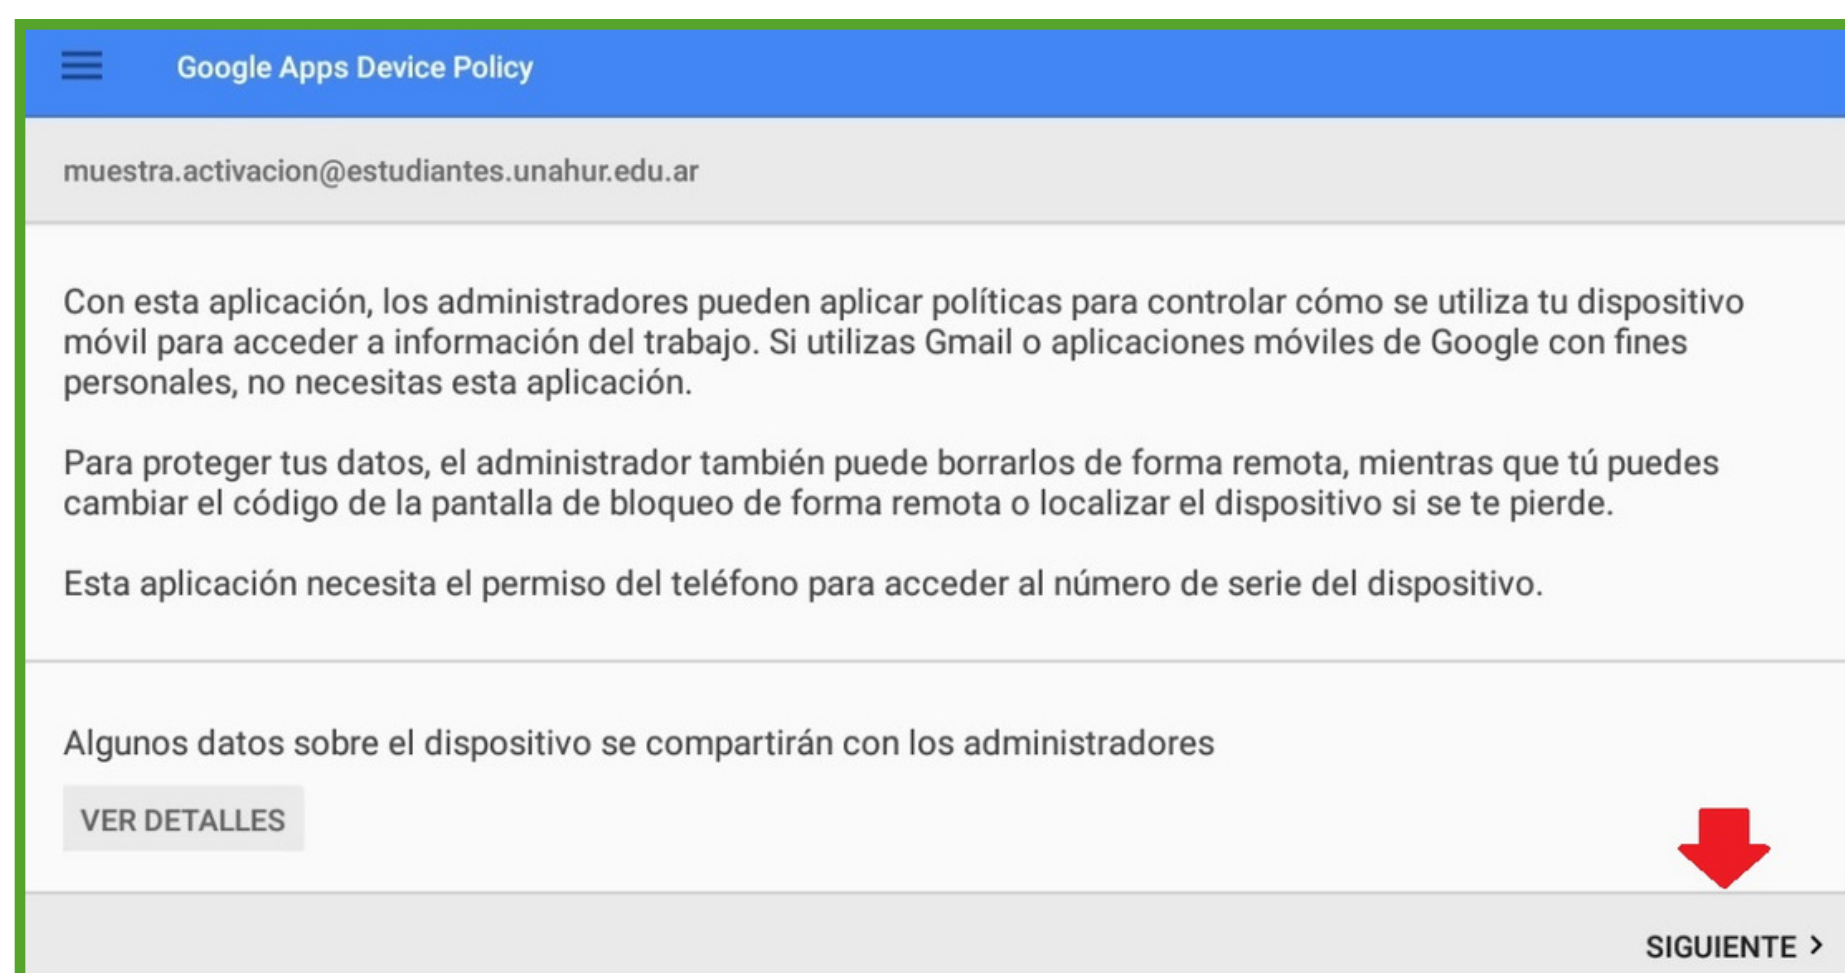 Google Apps Device Policy
muestra.activacion@estudiantes.unahur.edu.ar
Con esta aplicación, los administradores pueden aplicar políticas para controlar cómo se utiliza tu dispositivo
móvil para acceder a información del trabajo. Si utilizas Gmail o aplicaciones móviles de Google con fines
personales, no necesitas esta aplicación.
Para proteger tus datos, el administrador también puede borrarlos de forma remota, mientras que tú puedes
cambiar el código de la pantalla de bloqueo de forma remota o localizar el dispositivo si se te pierde.
Esta aplicación necesita el permiso del teléfono para acceder al número de serie del dispositivo.
Algunos datos sobre el dispositivo se compartirán con los administradores
VER DETALLES
SIGUIENTE >